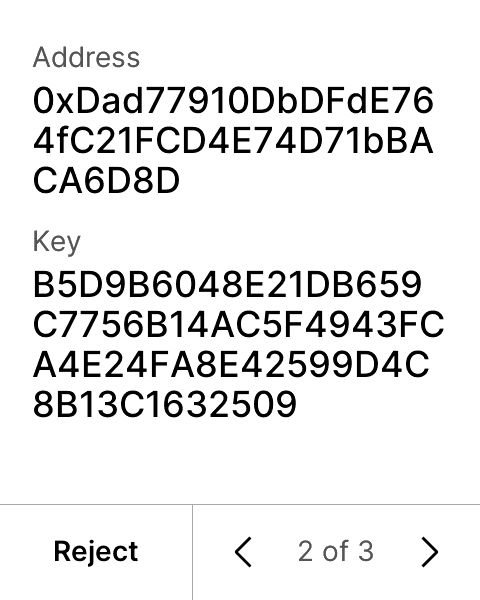 Address
0xDad77910DbDFdE76
4fC21FCD4E74D71bBA
CA6D8D
Key
B5D9B6048E21DB659
C7756B14AC5F4943FC
A4E24FA8E42599D4C
8B13C1632509
Reject
2 of 3